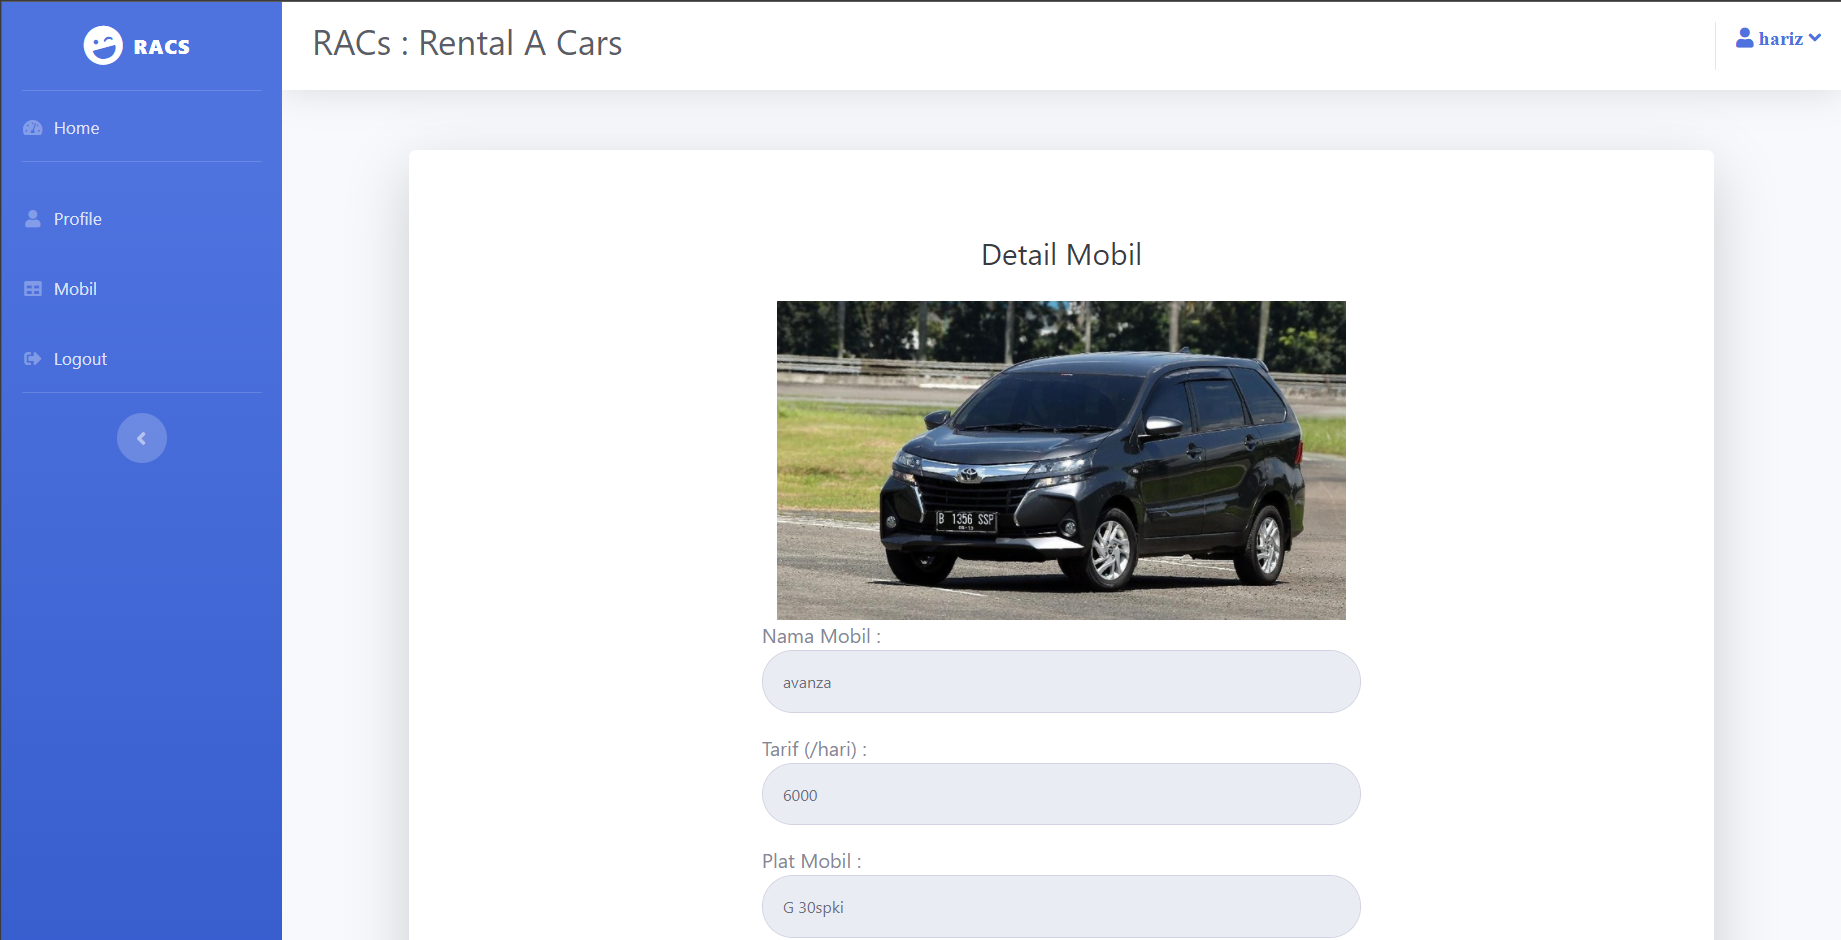 RACS
RACs : Rental A Cars
hariz
Home
Profile
Mobil
Logout
Detail Mobil
B 1356 SSP
Nama Mobil :
avanza
Tarif (/hari) :
6000
Plat Mobil :
G 30spki